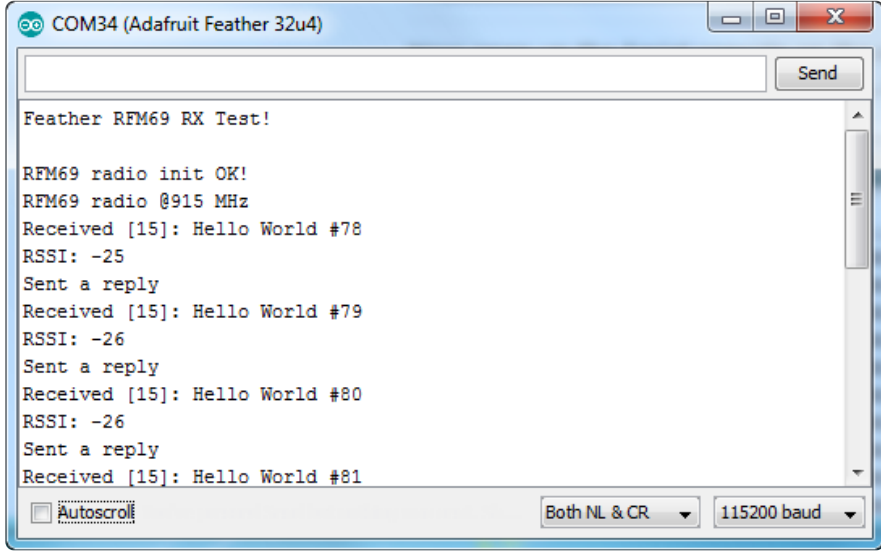 COM34 (Adafruit Feather 32u4)
Send
Feather RFM69 RX Test!
RFM69 radio init OK!
RFM69 radio @915 MHz
Received [15]: Hello World #78
RSSI: -25
Sent a reply
Received [15]: Hello World #79
RSSI: -26
Sent a reply
Received [15]: Hello World #80
RSSI: -26
Sent a reply
Received [15]: Hello World #81
Autoscroll Both NL & CR 115200 baud